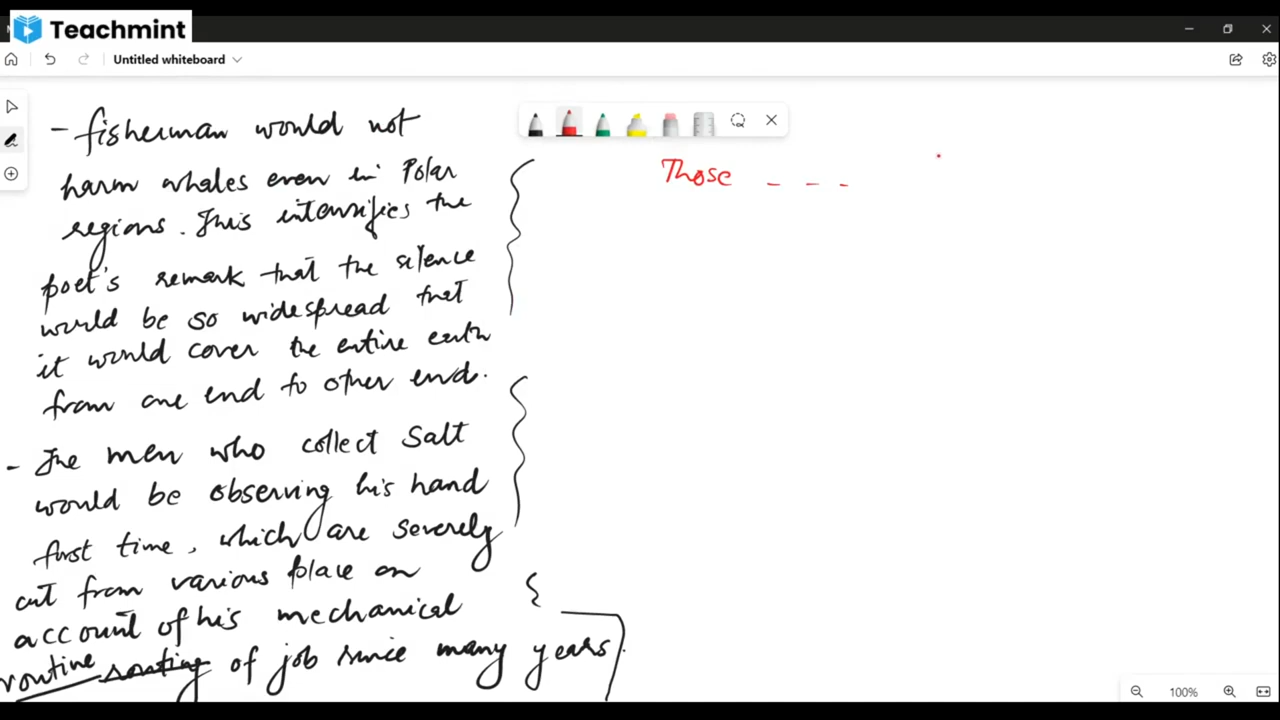 Teachmint
Untitled whiteboard
- fisherman would not
harm whales even in Polar
regions. This intensifies the
poet's remark that the silence
would be so widespread that
it would cover the entire earth
from one end to other end.
- The men who collect Salt
would be observing his hand
first time, which are severely
cut from various place on
account of his mechanical
routine routing of job since many years.
Those _ _ _
100%